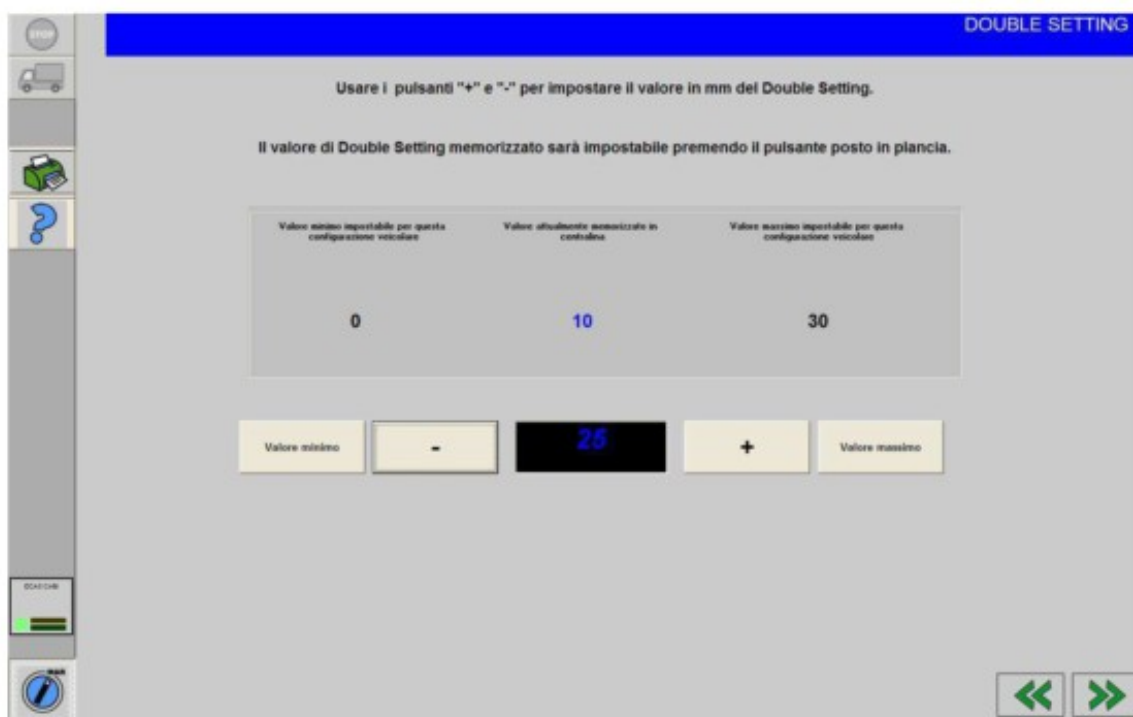 STOP
DOUBLE SETTING
Usare i pulsanti "+" e "-" per impostare il valore in mm del Double Setting.
Il valore di Double Setting memorizzato sarà impostabile premendo il pulsante posto in plancia.
Valore minimo impostabile per questa
configurazione veicolare
Valore attualmente memorizzato in
centralina
Valore massimo impostabile per questa
configurazione veicolare
0
10
30
Valore minimo
-
25
+
Valore massimo